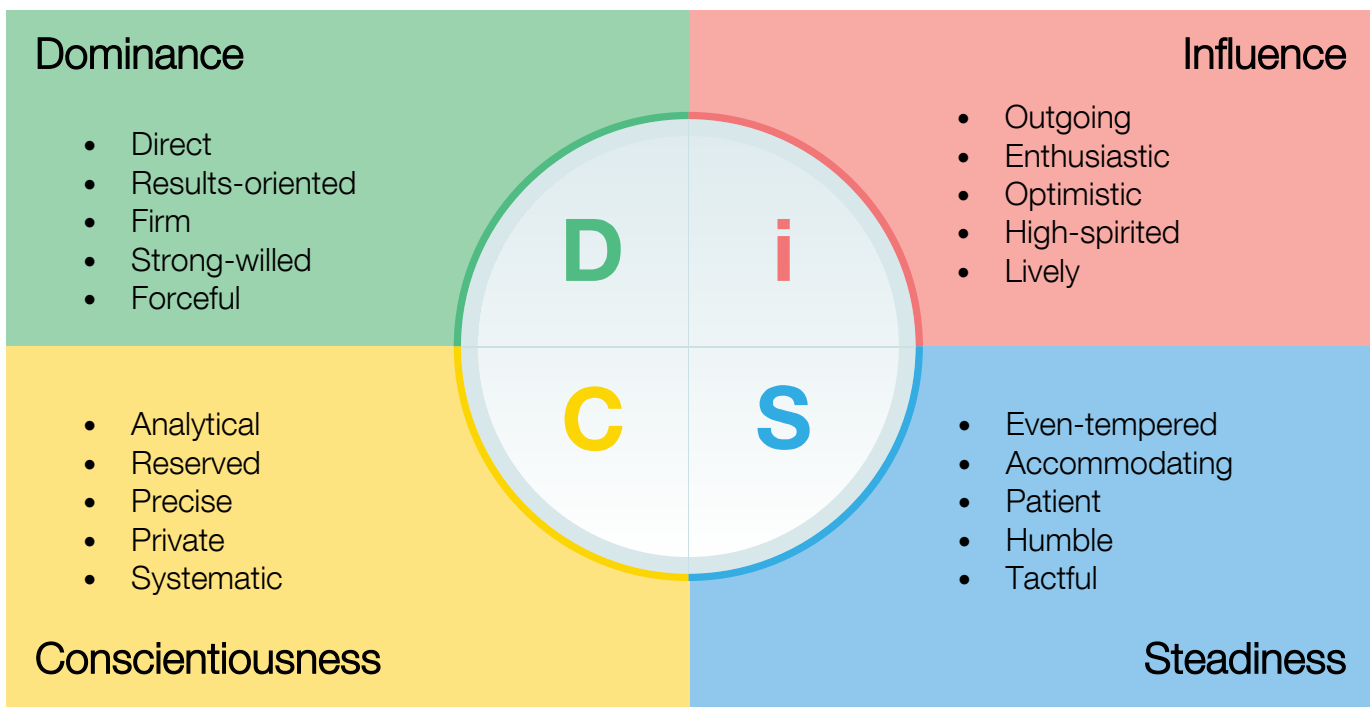 Dominance
• Direct
• Results-oriented
• Firm
• Strong-willed
• Forceful
Influence
• Outgoing
• Enthusiastic
• Optimistic
• High-spirited
• Lively
D
i
C
S
• Analytical
• Reserved
• Precise
• Private
• Systematic
Conscientiousness
• Even-tempered
• Accommodating
• Patient
• Humble
• Tactful
Steadiness